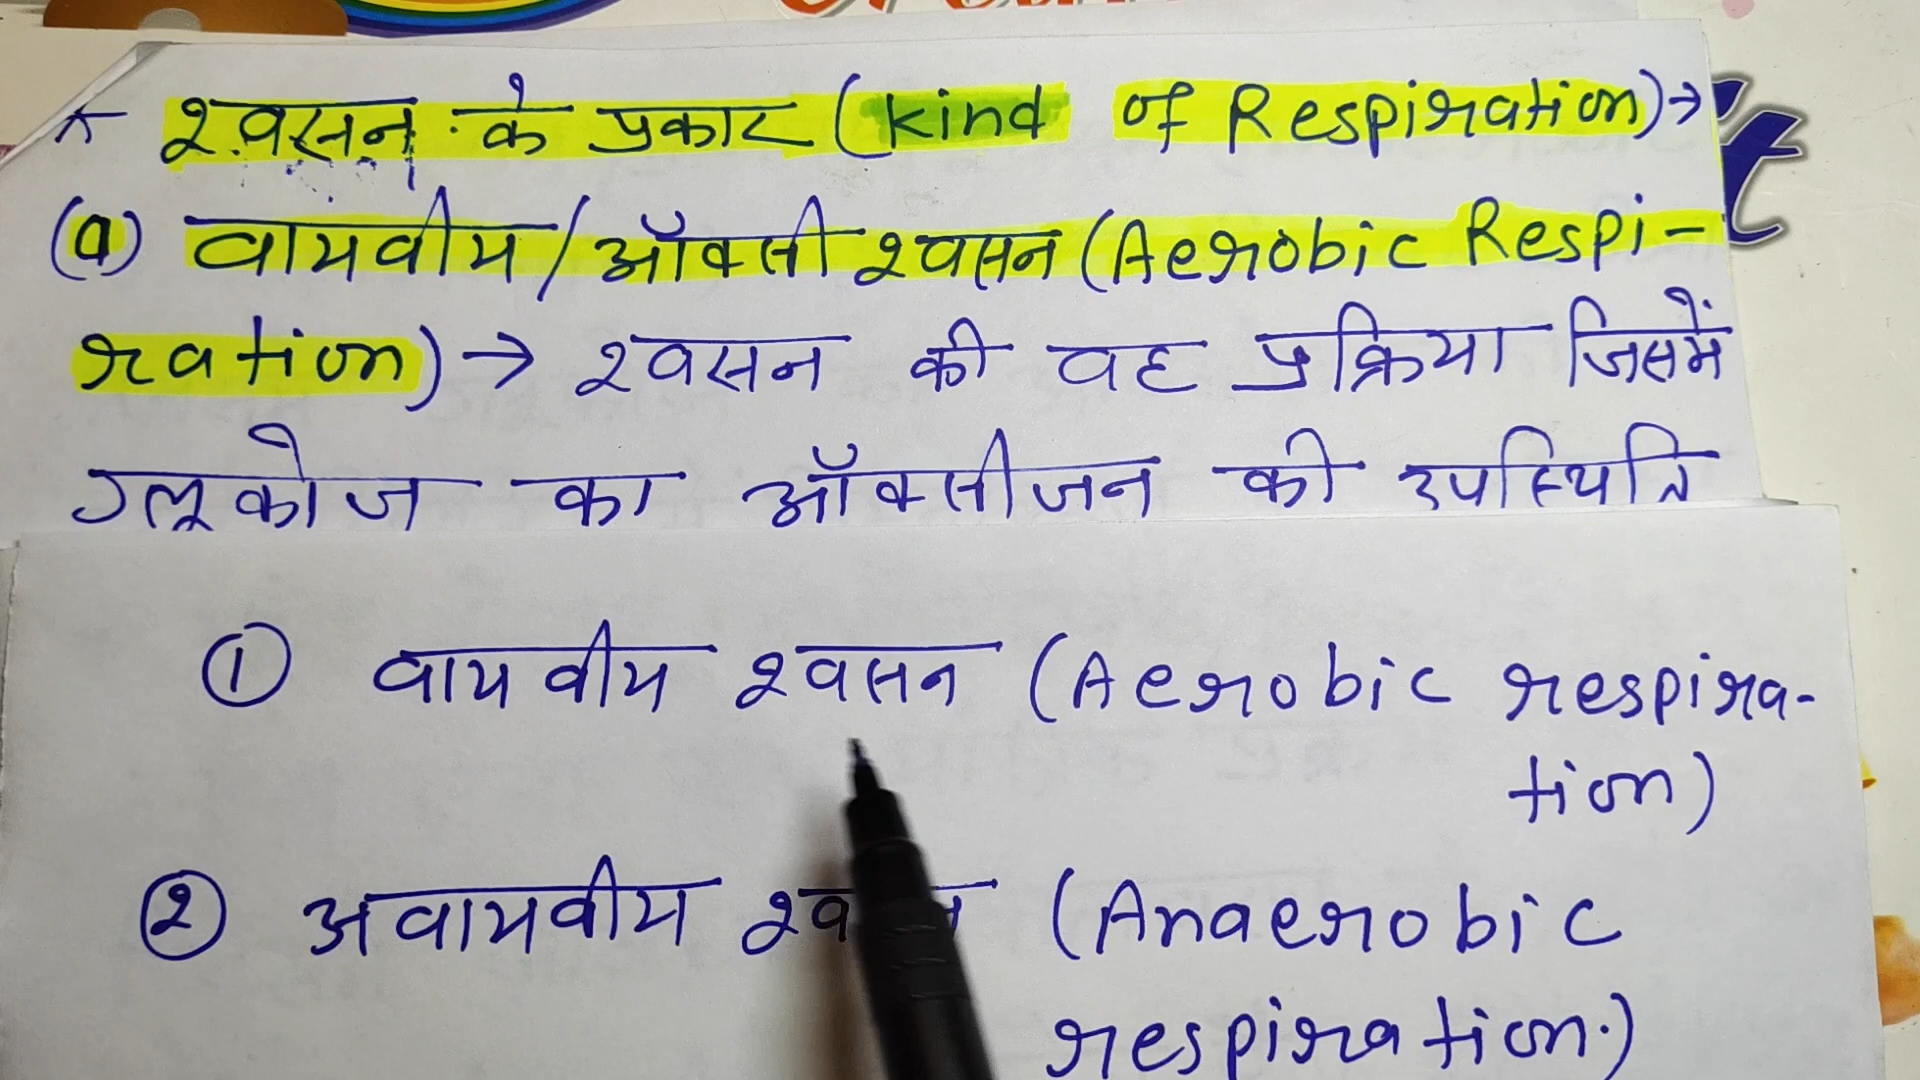 * श्वसन के प्रकार (kind of Respiration)→
(a) वायवीय/ऑक्सी श्वसन (Aerobic Respi-
ration)→ श्वसन की वह प्रक्रिया जिसमें
ग्लूकोज का ऑक्सीजन की उपस्थिति
① वायवीय श्वसन (Aerobic respira-
tion)
② अवायवीय (Anaerobic
respiration.)